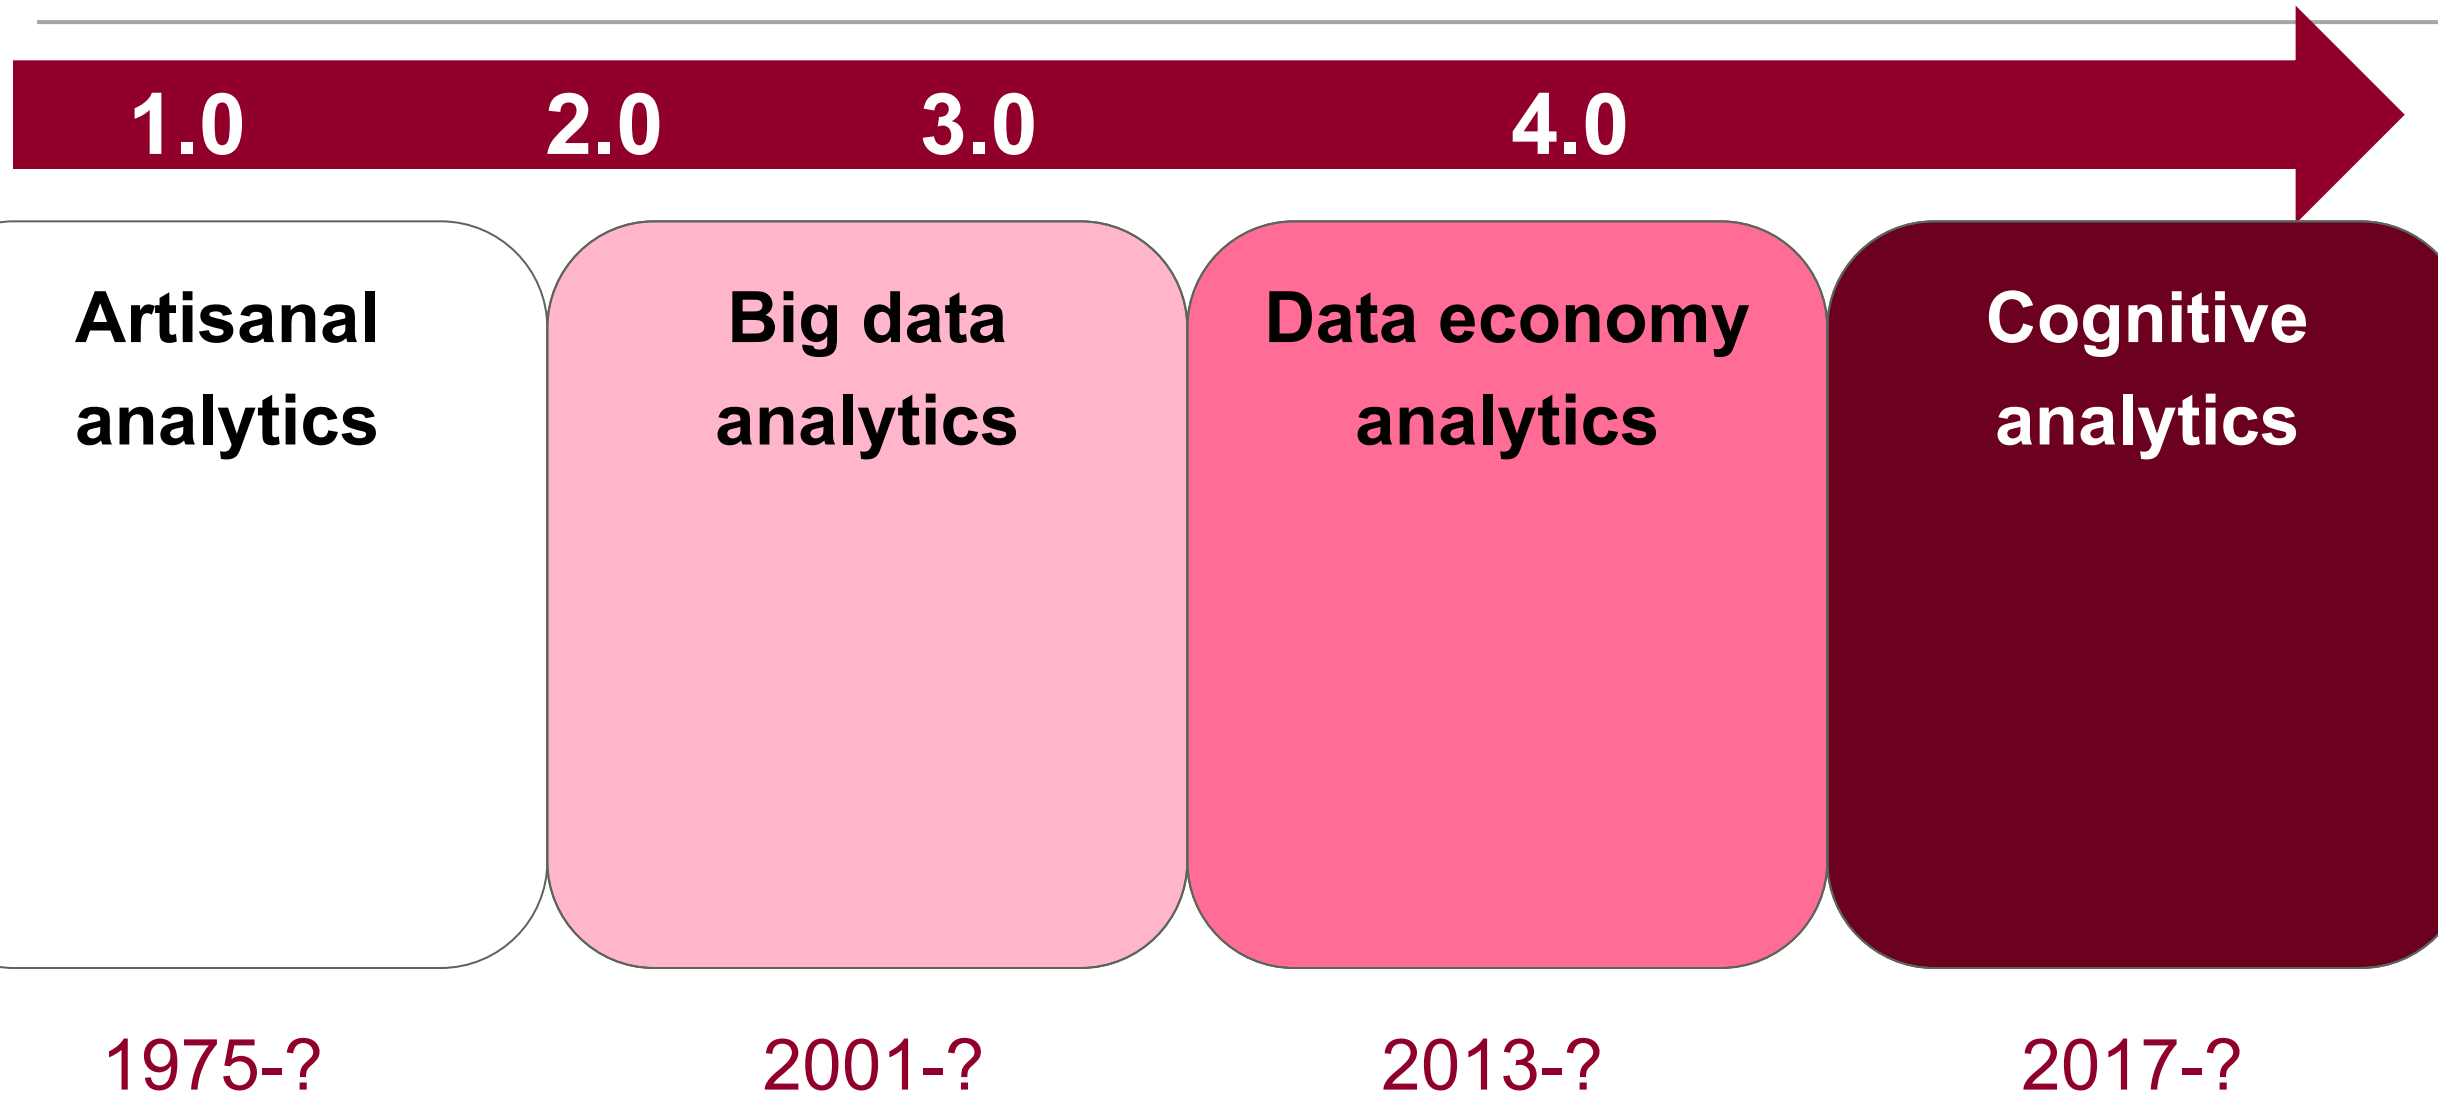 1.0 2.0 3.0 4.0
Artisanal
analytics
Big data
analytics
Data economy
analytics
Cognitive
analytics
1975-? 2001-? 2013-? 2017-?